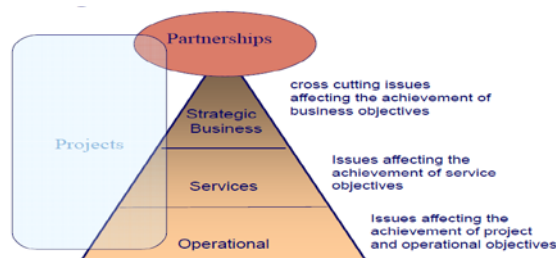 Partnerships
cross cutting issues
affecting the achievement of
business objectives
Strategic
Business
Projects
Issues affecting the
achievement of service
objectives
Services
Issues affecting the
achievement of project
and operational objectives
Operational